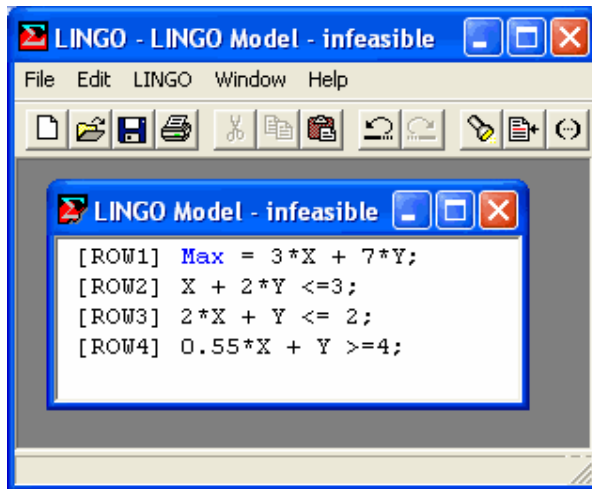 LINGO - LINGO Model - infeasible
File Edit LINGO Window Help
LINGO Model - infeasible
[ROW1] Max = 3*X + 7*Y;
[ROW2] X + 2*Y <=3;
[ROW3] 2*X + Y <= 2;
[ROW4] 0.55*X + Y >=4;